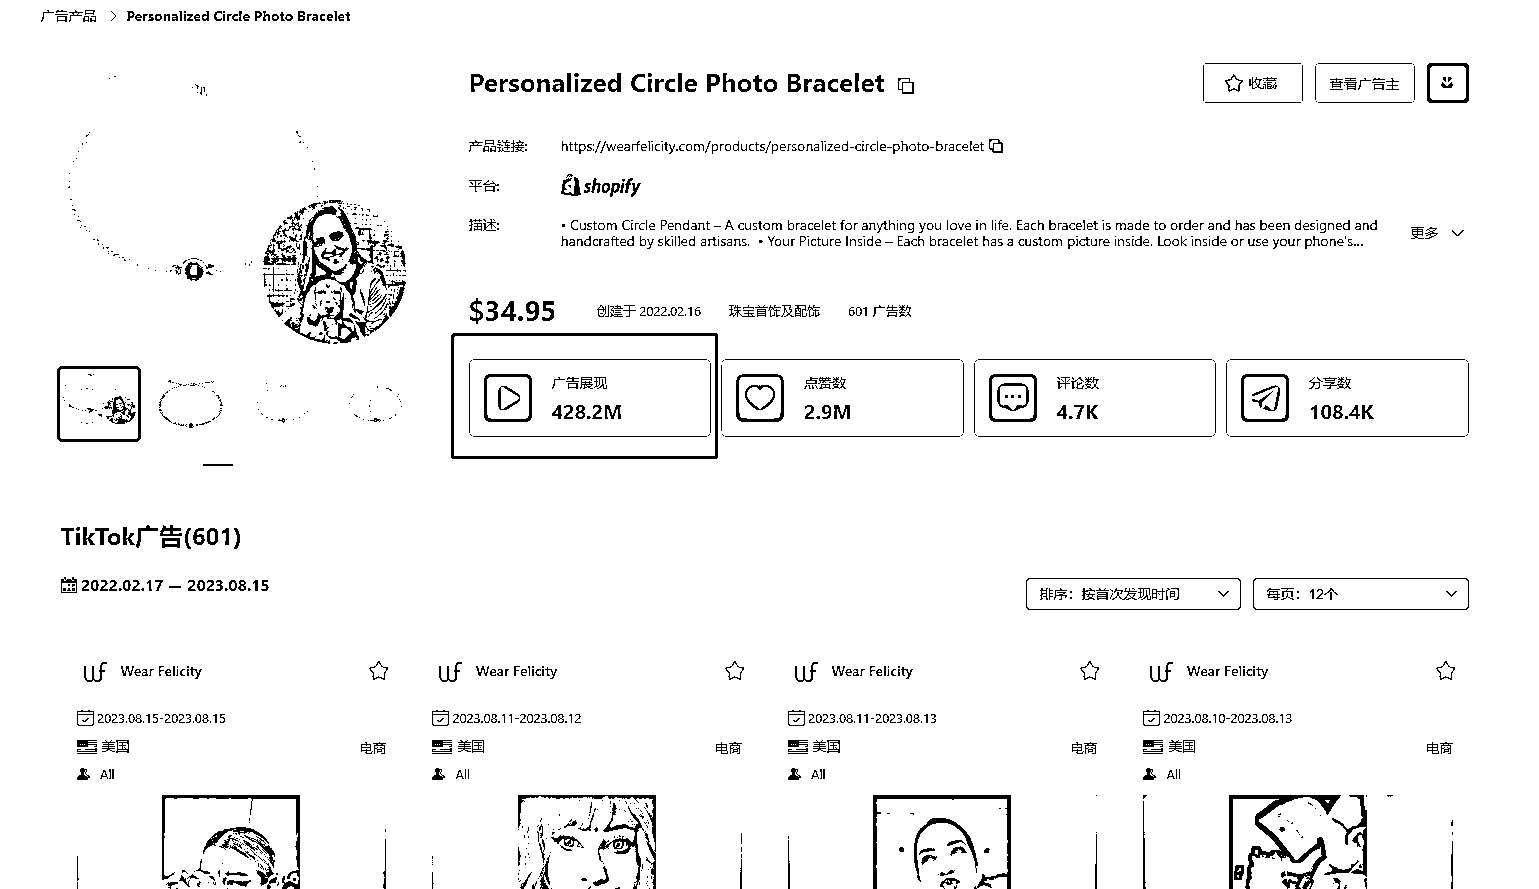 广告产品 > Personalized Circle Photo Bracelet
Personalized Circle Photo Bracelet
收藏
查看广告主
产品链接: https://wearfelicity.com/products/personalized-circle-photo-bracelet
平台: shopify
描述: • Custom Circle Pendant – A custom bracelet for anything you love in life. Each bracelet is made to order and has been designed and
handcrafted by skilled artisans. • Your Picture Inside – Each bracelet has a custom picture inside. Look inside or use your phone's...
更多
$34.95 创建于 2022.02.16 珠宝首饰及配饰 601 广告数
广告展现
428.2M
点赞数
2.9M
评论数
4.7K
分享数
108.4K
TikTok广告(601)
2022.02.17 — 2023.08.15
排序：按首次发现时间
每页：12个
wf Wear Felicity
2023.08.15-2023.08.15
美国 电商
All
wf Wear Felicity
2023.08.11-2023.08.12
美国 电商
All
wf Wear Felicity
2023.08.11-2023.08.13
美国 电商
All
wf Wear Felicity
2023.08.10-2023.08.13
美国 电商
All